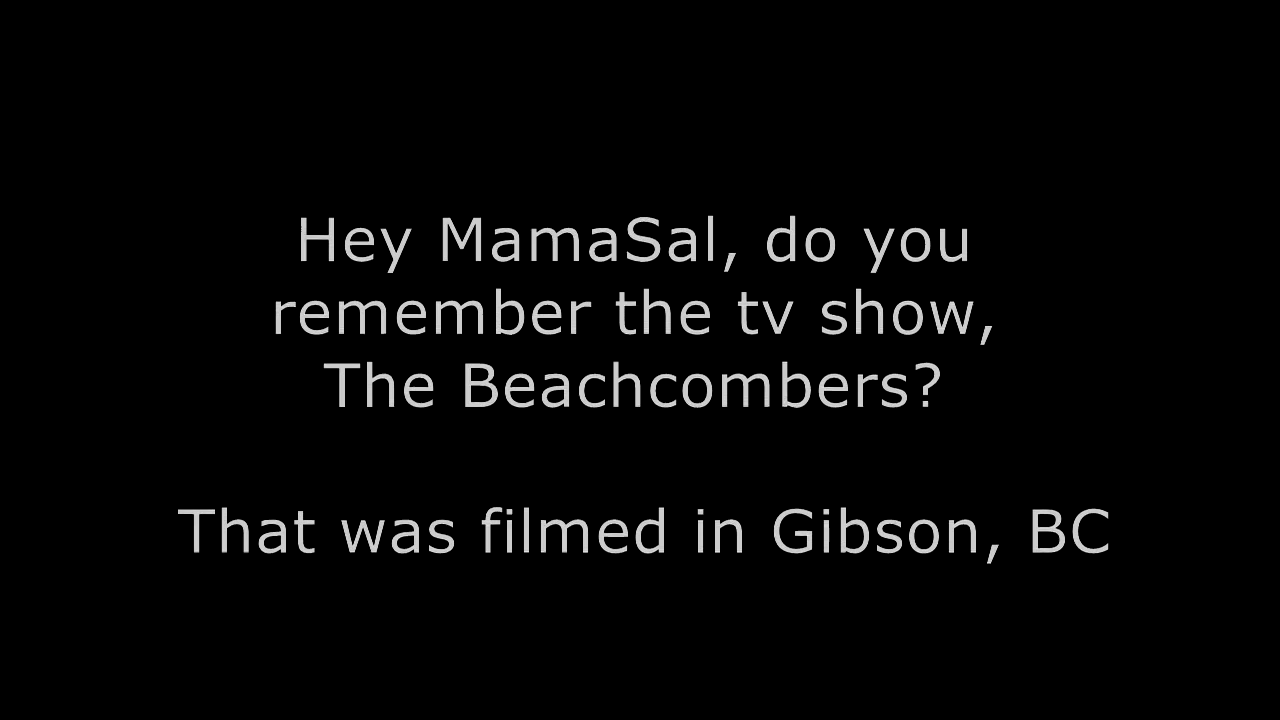 Hey MamaSal, do you
remember the tv show,
The Beachcombers?
That was filmed in Gibson, BC